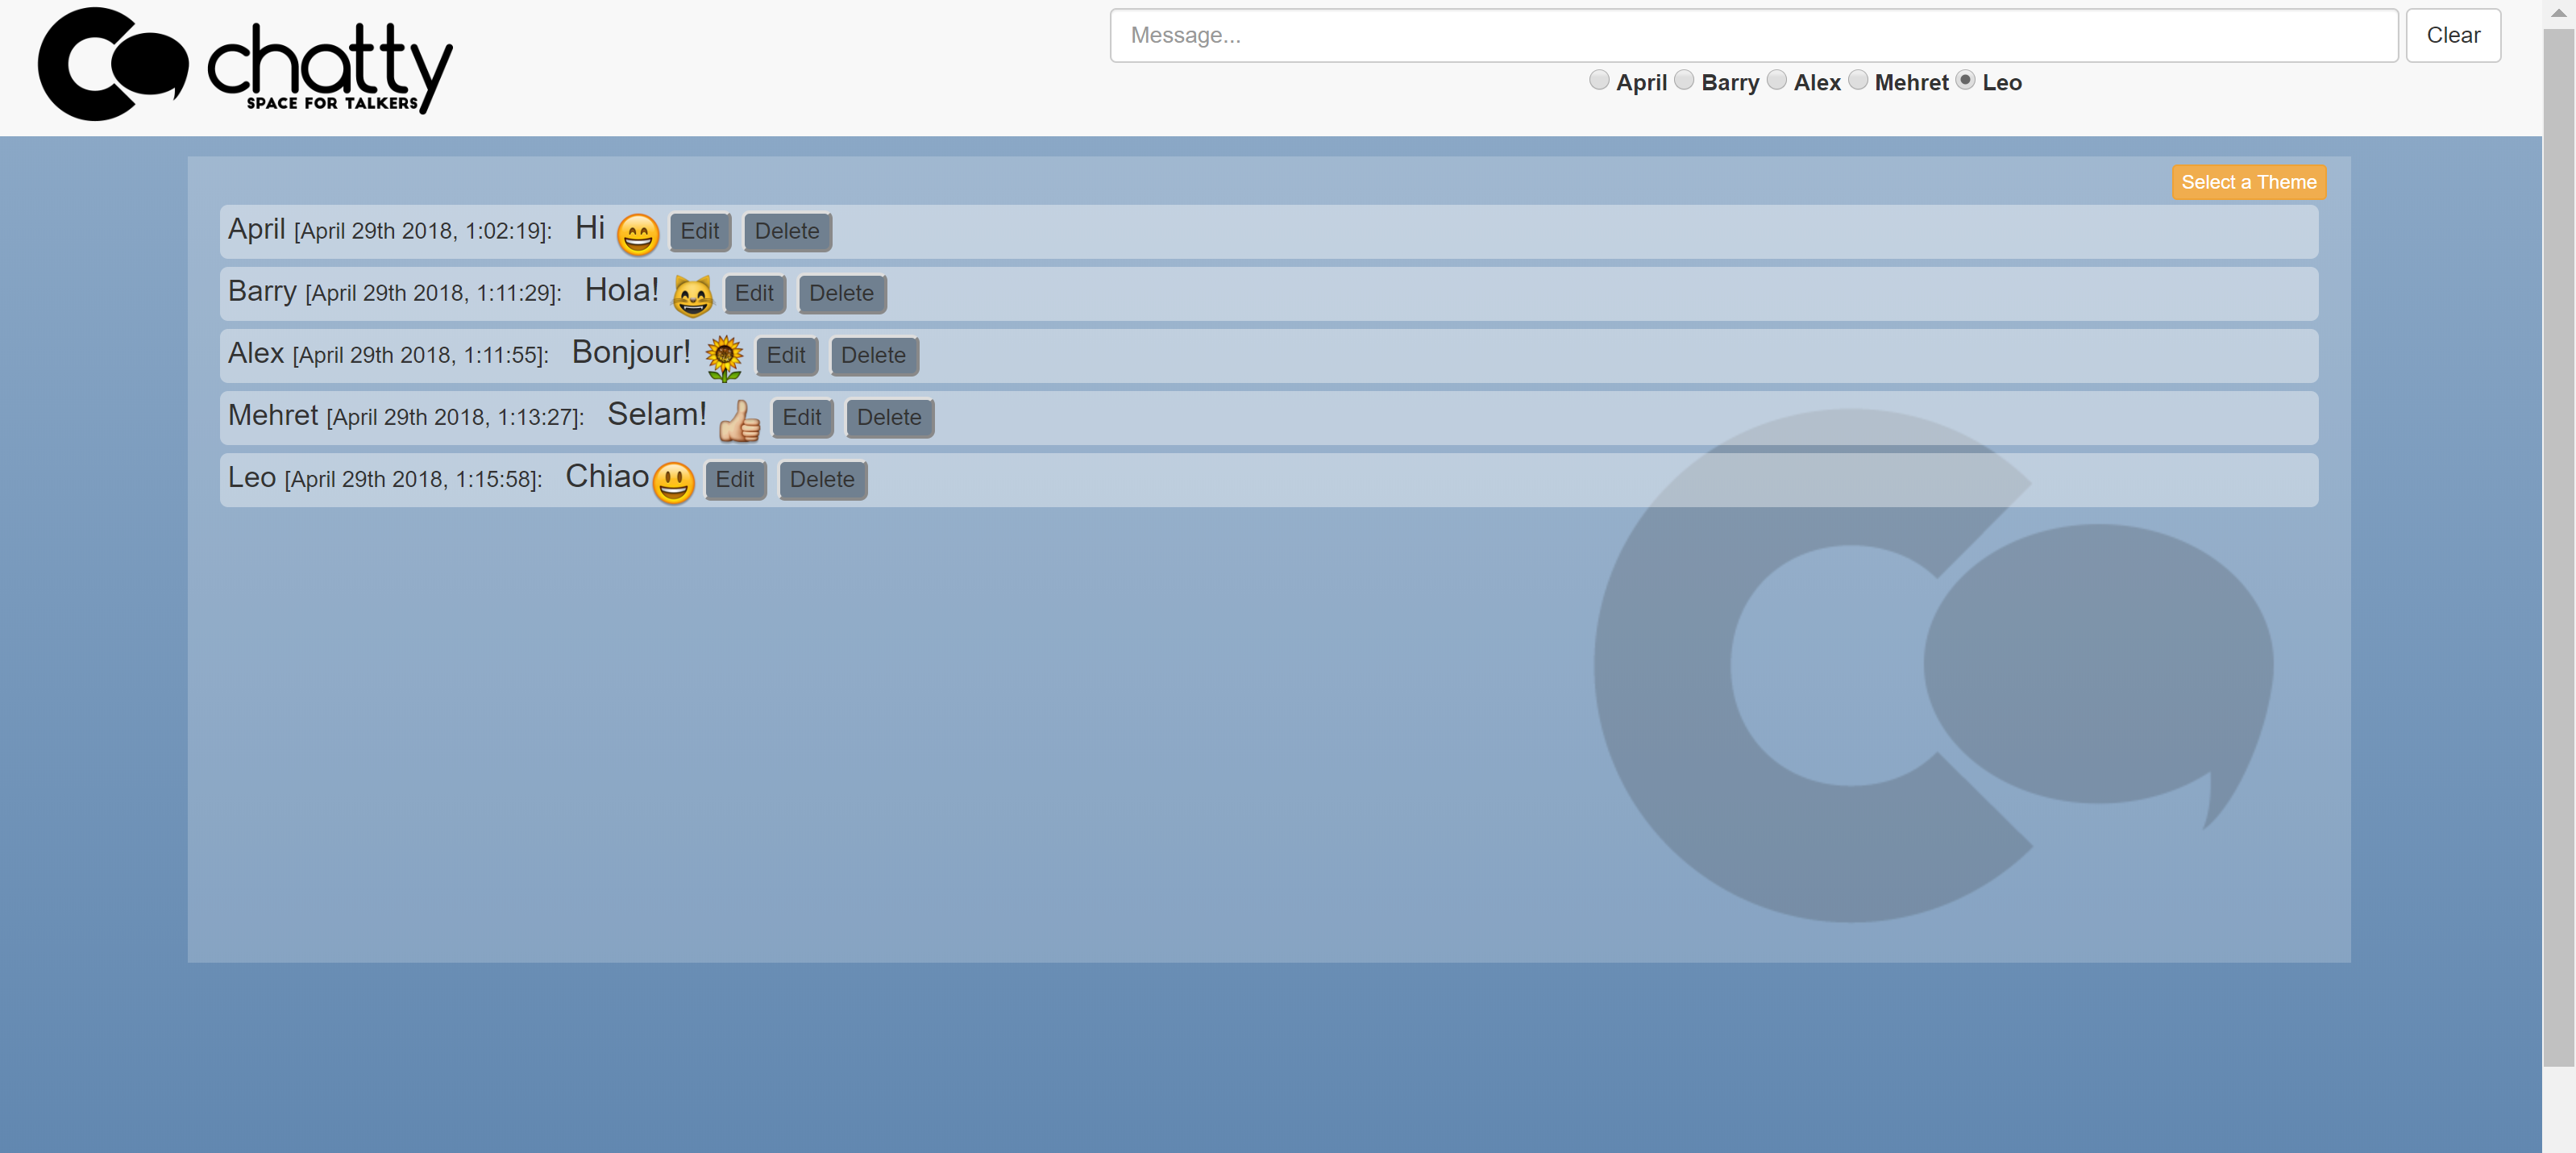 chatty
SPACE FOR TALKERS
Message...
Clear
April Barry Alex Mehret Leo
Select a Theme
April [April 29th 2018, 1:02:19]: Hi 😄 Edit Delete
Barry [April 29th 2018, 1:11:29]: Hola! 😸 Edit Delete
Alex [April 29th 2018, 1:11:55]: Bonjour! 🌻 Edit Delete
Mehret [April 29th 2018, 1:13:27]: Selam! 👍🏼 Edit Delete
Leo [April 29th 2018, 1:15:58]: Chiao😃 Edit Delete